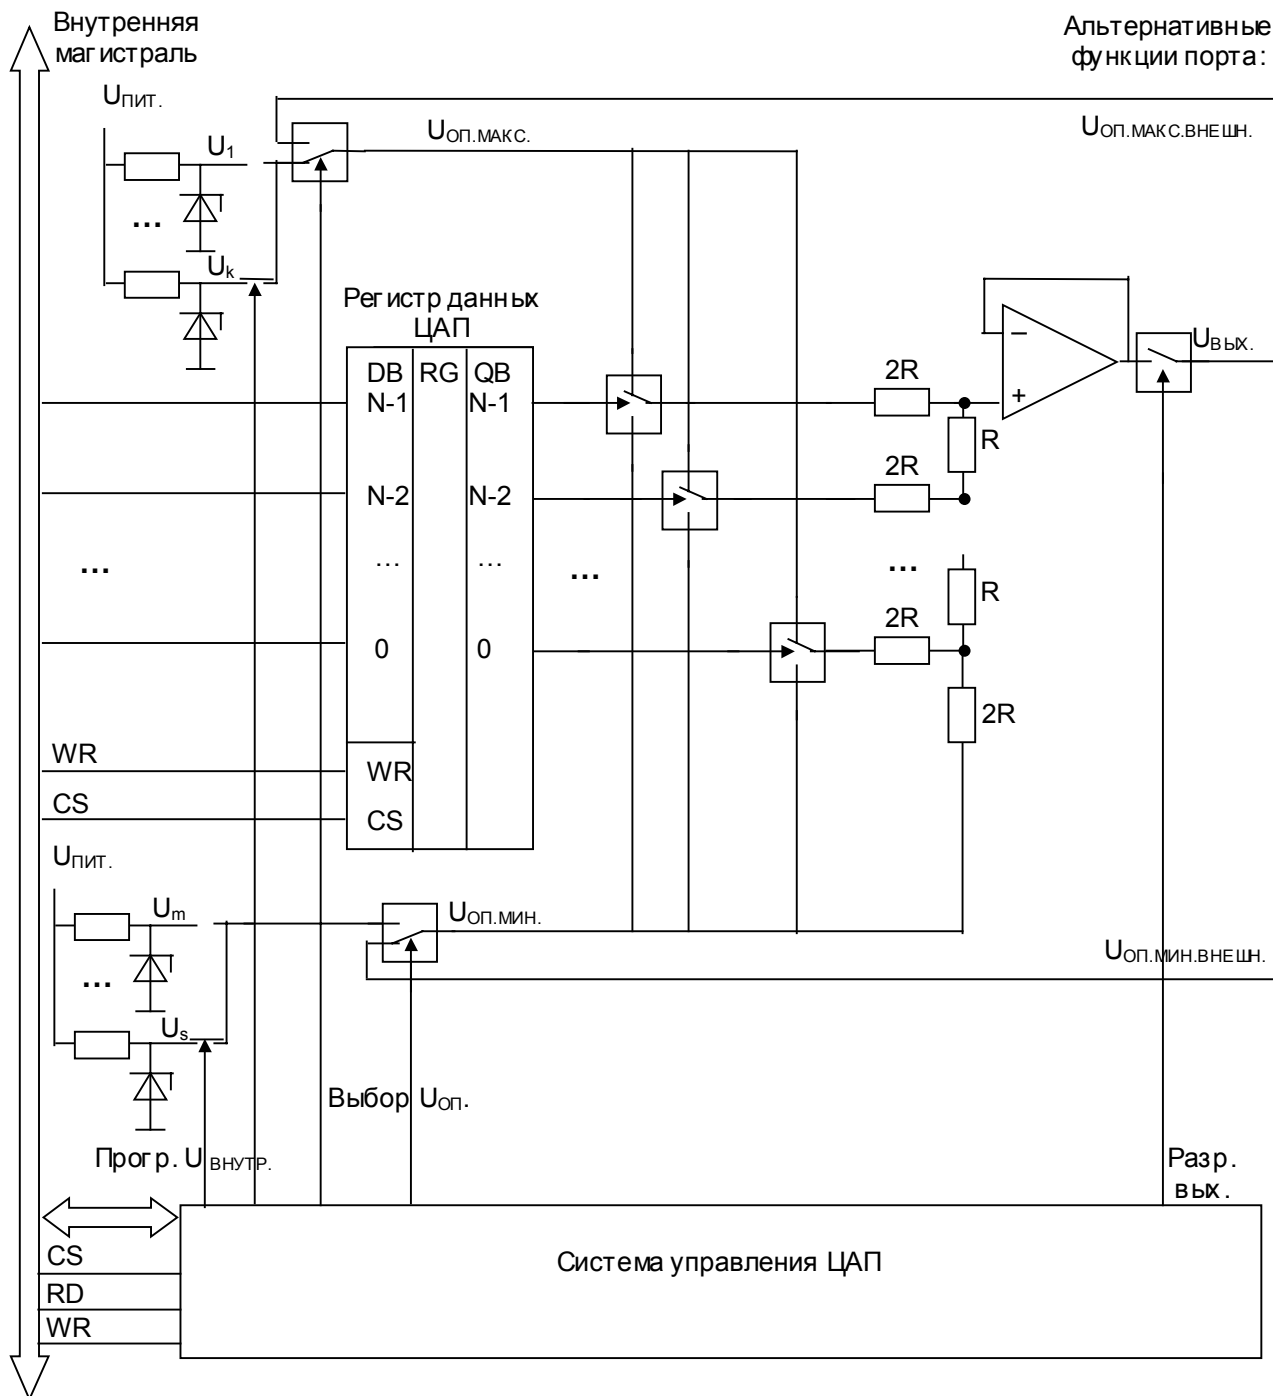 Внутренняя
магистраль
Альтернативные
функции порта:
UПИТ.
U1
UОП.МАКС.
UОП.МАКС.ВНЕШН.
...
Uk
Регистр данных
ЦАП
DB RG QB
N-1 N-1
N-2 N-2
... ...
0 0
WR
CS
2R
R
2R
...
R
2R
2R
−
+
UВЫХ.
...
...
WR
CS
UПИТ.
Um
UОП.МИН.
UОП.МИН.ВНЕШН.
...
Us
Выбор UОП.
Прогр. UВНУТР.
Разр.
вых.
CS
RD
WR
Система управления ЦАП